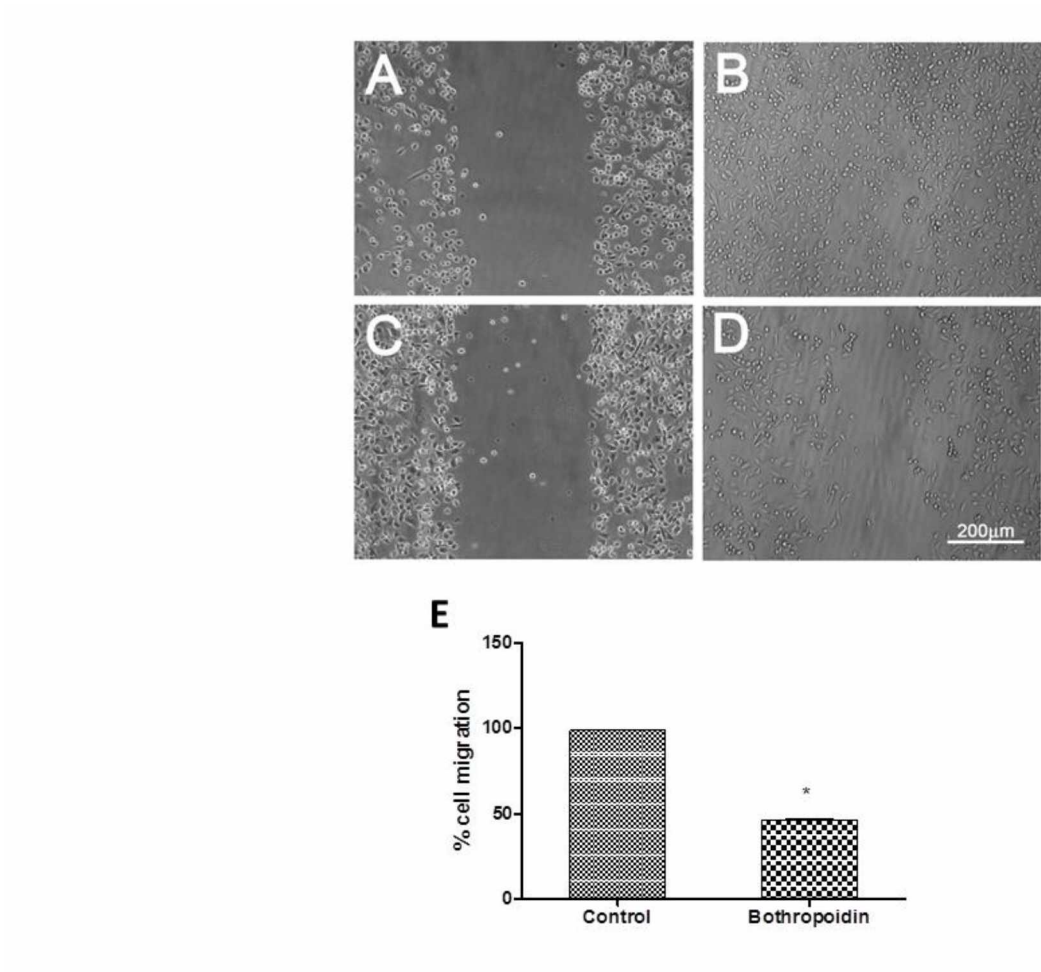 A
B
C
D
200µm
E
% cell migration
150
100
50
0
*
Control
Bothropoidin